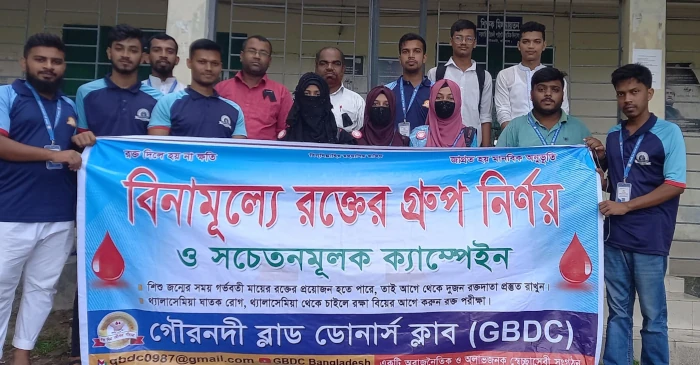 রক্ত দিলে হয় না ক্ষতি
জাগ্রত হয় মানবিক অনুভূতি
বিনামূল্যে রক্তের গ্রুপ নির্ণয়
ও সচেতনমূলক ক্যাম্পেইন
শিশু জন্মের সময় গর্ভবতী মায়ের রক্তের প্রয়োজন হতে পারে, তাই আগে থেকে দুজন রক্তদাতা প্রস্তুত রাখুন।
থ্যালাসেমিয়া ঘাতক রোগ, থ্যালাসেমিয়া থেকে চাইলে রক্ষা বিয়ের আগে করুন রক্ত পরীক্ষা।
গৌরনদী ব্লাড ডোনার্স ক্লাব (GBDC)
gbdc0987@gmail.com GBDC Bangladesh একটি অরাজনৈতিক ও অলাভজনক স্বেচ্ছাসেবী সংগঠন